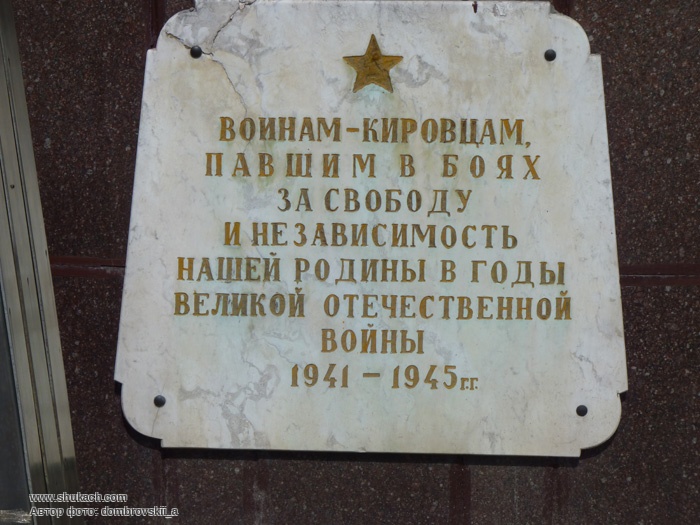 ВОИНАМ-КИРОВЦАМ,
ПАВШИМ В БОЯХ
ЗА СВОБОДУ
И НЕЗАВИСИМОСТЬ
НАШЕЙ РОДИНЫ В ГОДЫ
ВЕЛИКОЙ ОТЕЧЕСТВЕННОЙ
ВОЙНЫ
1941 – 1945 г.г.
www.shukach.com
Автор фото: dombrovskii_a